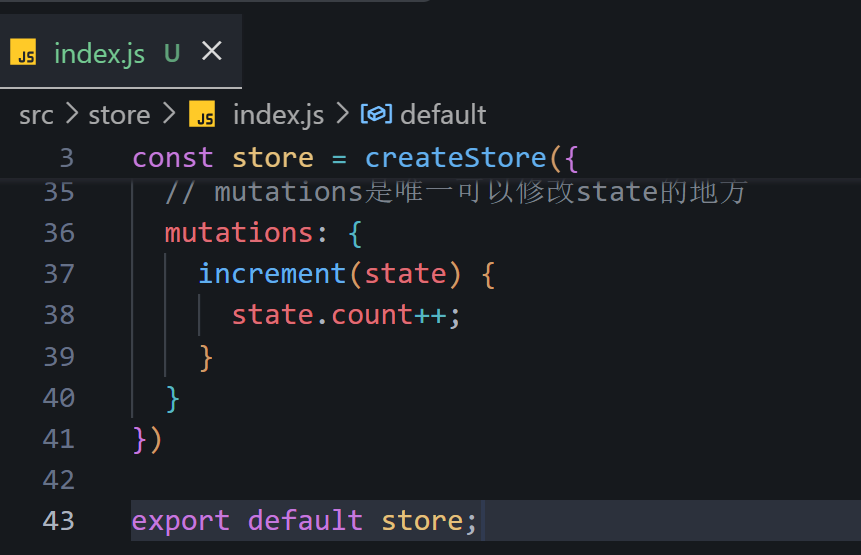 JS index.js U ×
src > store > JS index.js > default
3 const store = createStore({
35 // mutations是唯一可以修改state的地方
36 mutations: {
37 increment(state) {
38 state.count++;
39 }
40 }
41 })
42
43 export default store;